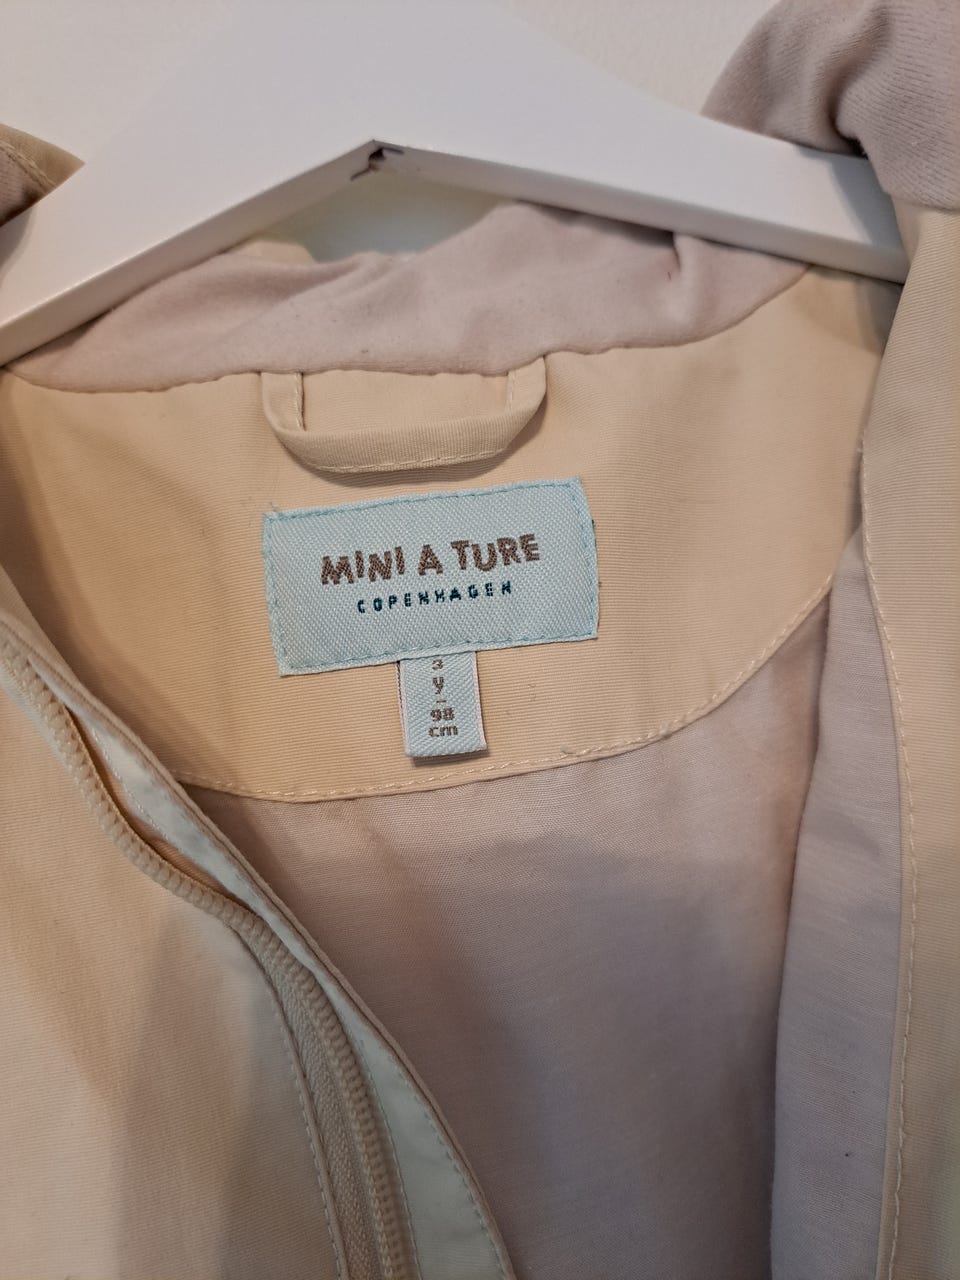 MINI A TURE
COPENHAGEN
3
y
–
98
cm